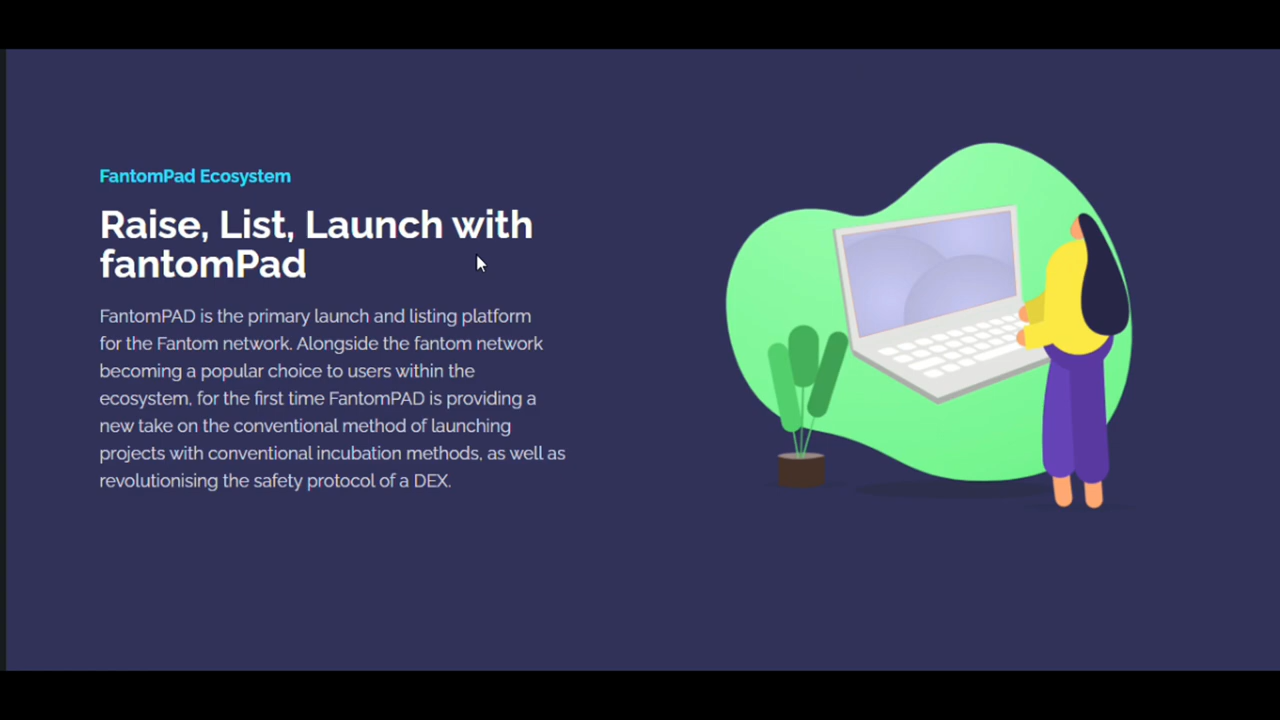 FantomPad Ecosystem
Raise, List, Launch with
fantomPad
FantomPAD is the primary launch and listing platform
for the Fantom network. Alongside the fantom network
becoming a popular choice to users within the
ecosystem, for the first time FantomPAD is providing a
new take on the conventional method of launching
projects with conventional incubation methods, as well as
revolutionising the safety protocol of a DEX.